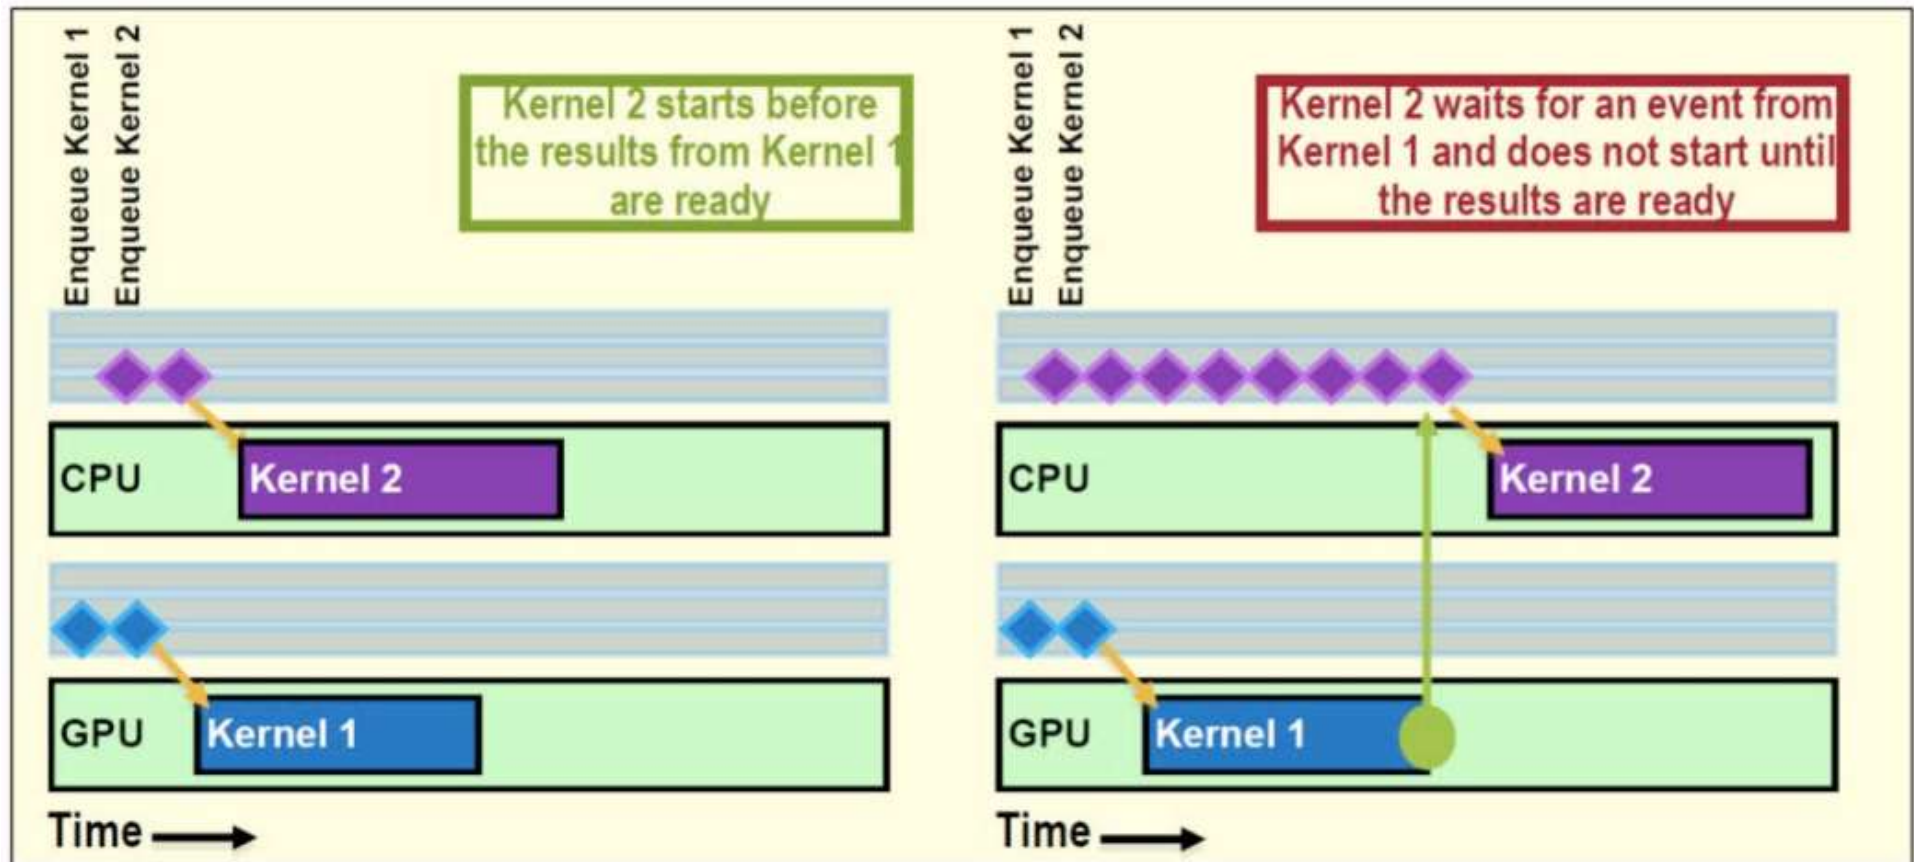 Enqueue Kernel 1
Enqueue Kernel 2
Kernel 2 starts before
the results from Kernel 1
are ready
CPU
Kernel 2
GPU
Kernel 1
Time
Enqueue Kernel 1
Enqueue Kernel 2
Kernel 2 waits for an event from
Kernel 1 and does not start until
the results are ready
CPU
Kernel 2
GPU
Kernel 1
Time